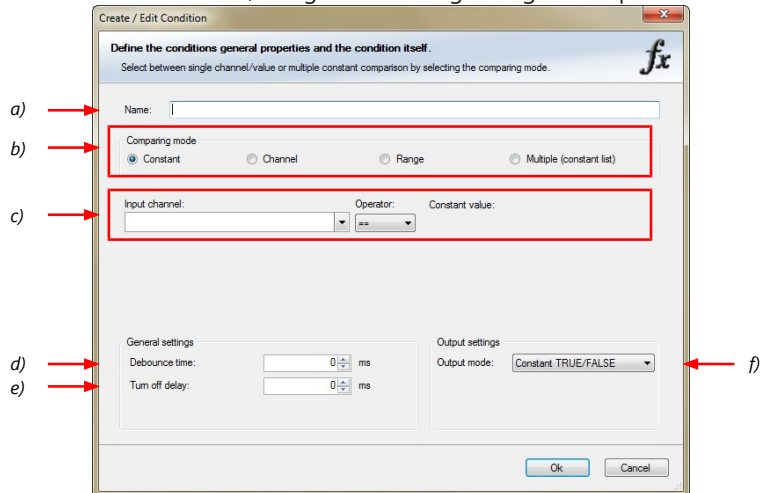 Create / Edit Condition
Define the conditions general properties and the condition itself.
Select between single channel/value or multiple constant comparison by selecting the comparing mode.
fx
a)
Name:
b)
Comparing mode
Constant Channel Range Multiple (constant list)
c)
Input channel: Operator: Constant value:
==
General settings Output settings
d)
Debounce time: 0 ms Output mode: Constant TRUE/FALSE
f)
e)
Turn off delay: 0 ms
Ok Cancel